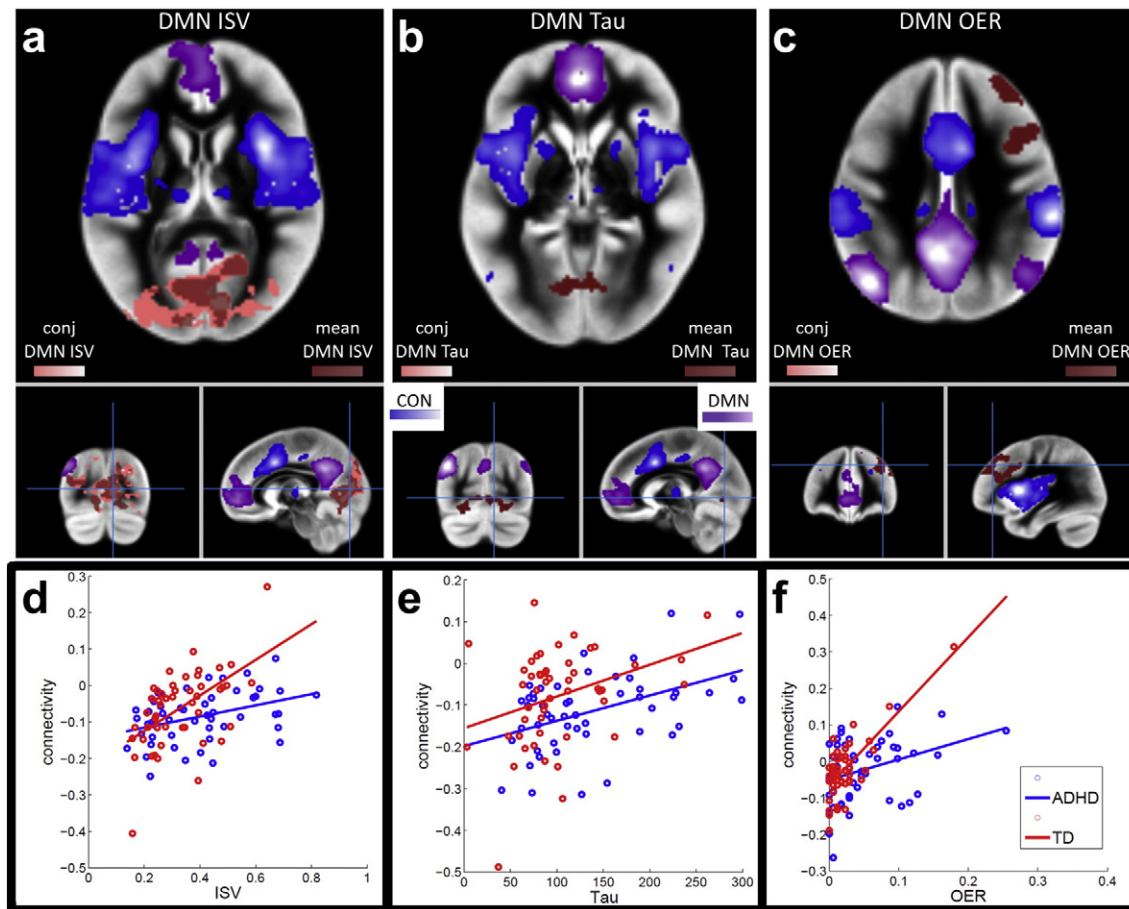 a DMN ISV
b DMN Tau
c DMN OER
conj mean
DMN ISV DMN ISV
conj mean
DMN Tau DMN Tau
conj mean
DMN OER DMN OER
CON DMN
d
0.3
0.2
0.1
0
−0.1
−0.2
−0.3
−0.4
−0.5
connectivity
0 0.2 0.4 0.6 0.8 1
ISV
e
0.2
0.1
0
−0.1
−0.2
−0.3
−0.4
−0.5
connectivity
0 50 100 150 200 250 300
Tau
f
0.5
0.4
0.3
0.2
0.1
0
−0.1
−0.2
−0.3
connectivity
0 0.1 0.2 0.3 0.4
OER
ADHD
TD